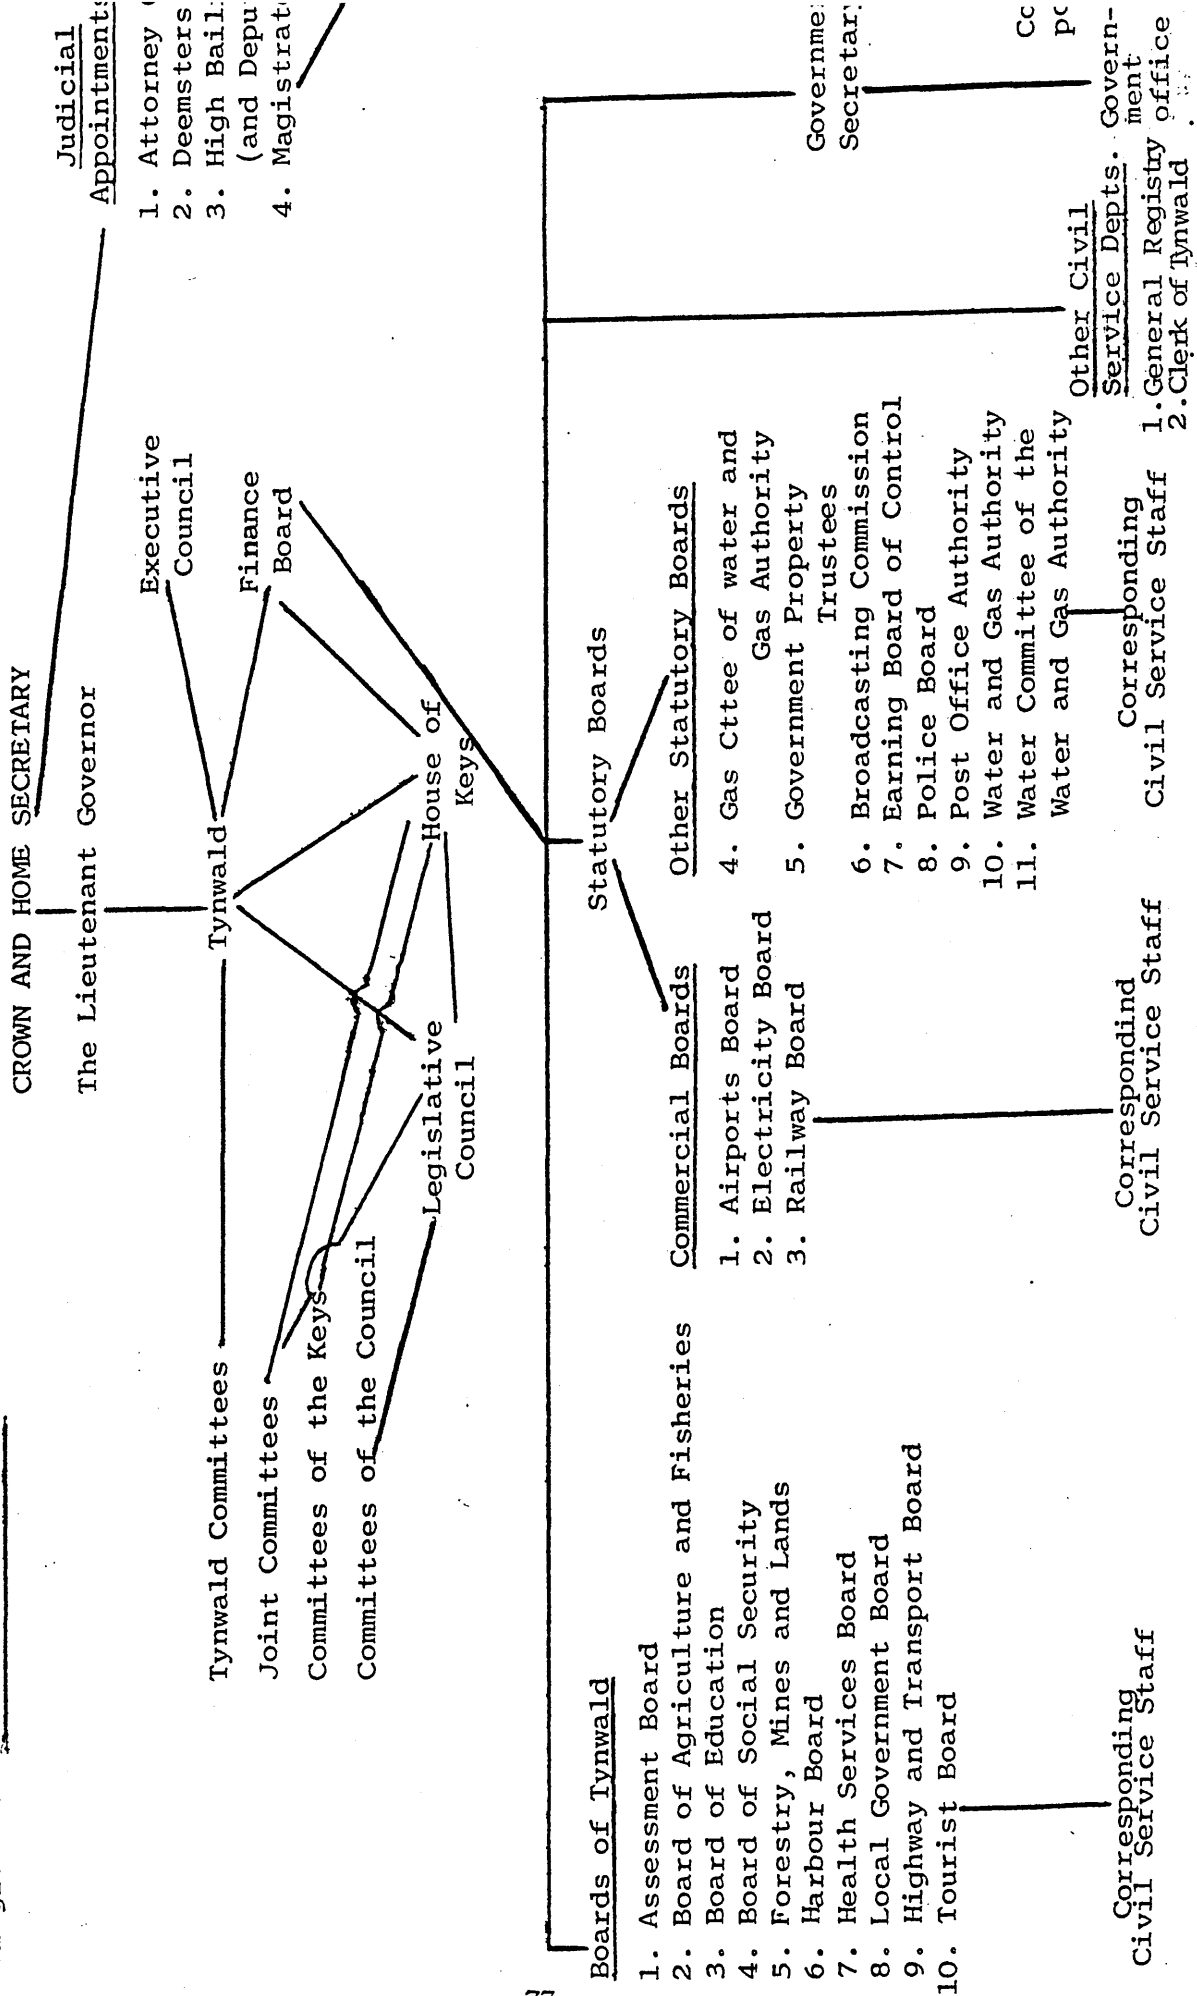 CROWN AND HOME SECRETARY
The Lieutenant Governor
Judicial
Appointments
1. Attorney
2. Deemsters
3. High
(and
4.
Executive
Council
Tynwald
Finance
Board
Tynwald Committees
Joint Committees
Committees of the Keys
Committees of the Council
Legislative
Council
House of
Keys
Boards of Tynwald
1. Assessment Board
2. Board of Agriculture and Fisheries
3. Board of Education
4. Board of Social Security
5. Forestry, Mines and Lands
6. Harbour Board
7. Health Services Board
8. Local Government Board
9. Highway and Transport Board
10. Tourist Board
Corresponding
Civil Service Staff
Statutory Boards
Commercial Boards
1. Airports Board
2. Electricity Board
3. Railway Board
Correspondind
Civil Service Staff
Other Statutory Boards
4. Gas Cttee of water and
Gas Authority
5. Government Property
Trustees
6. Broadcasting Commission
7. Earning Board of Control
8. Police Board
9. Post Office Authority
10. Water and Gas Authority
11. Water Committee of the
Water and Gas Authority
Corresponding
Civil Service Staff
Other Civil
Service Depts.
1. General Registry
2. Clerk of Tynwald
Secretary
Govern-
ment
office
77